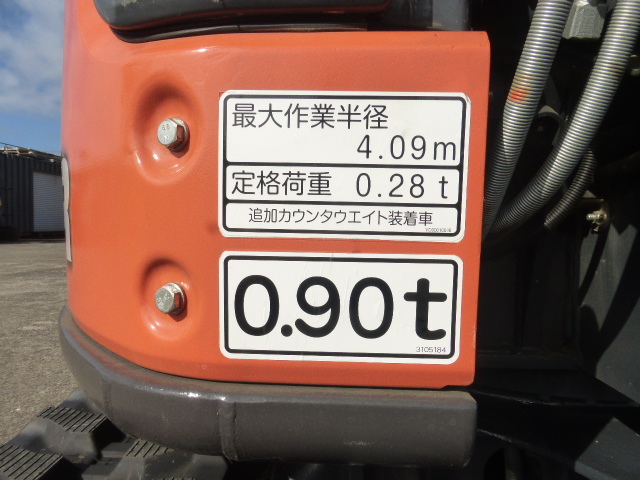 最大作業半径
4.09m
定格荷重 0.28t
追加カウンタウエイト装着車
0.90t
3105184